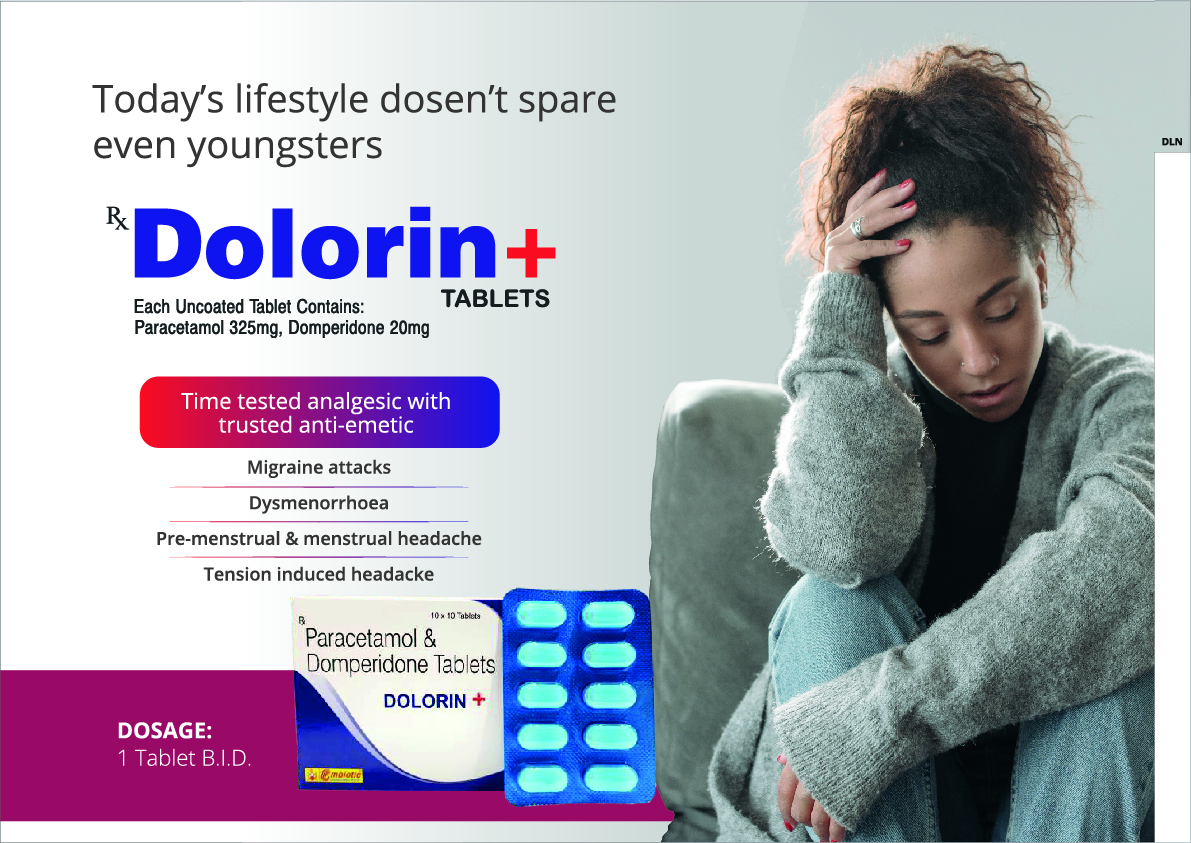 Today's lifestyle dosen't spare
even youngsters
DLN
Rx Dolorin+
TABLETS
Each Uncoated Tablet Contains:
Paracetamol 325mg, Domperidone 20mg
Time tested analgesic with
trusted anti-emetic
Migraine attacks
Dysmenorrhoea
Pre-menstrual & menstrual headache
Tension induced headacke
10 x 10 Tablets
Rx
Paracetamol &
Domperidone Tablets
DOLORIN +
DOSAGE:
1 Tablet B.I.D.